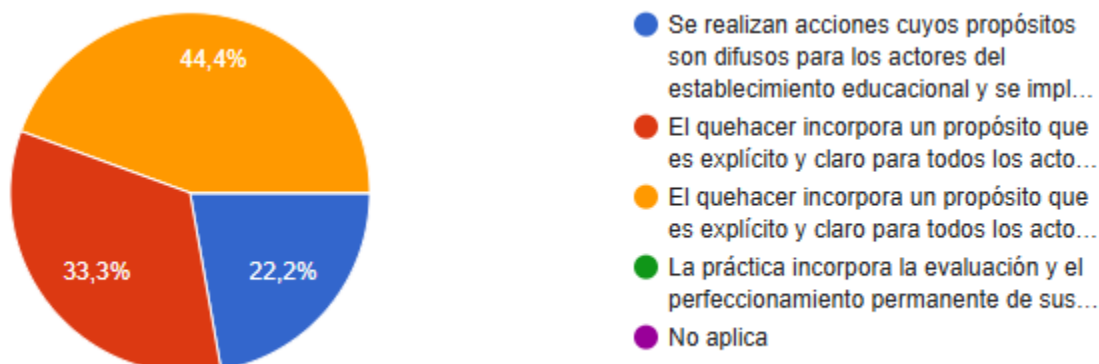 44,4%
33,3%
22,2%
Se realizan acciones cuyos propósitos
son difusos para los actores del
establecimiento educacional y se impl...
El quehacer incorpora un propósito que
es explícito y claro para todos los acto...
El quehacer incorpora un propósito que
es explícito y claro para todos los acto...
La práctica incorpora la evaluación y el
perfeccionamiento permanente de sus...
No aplica